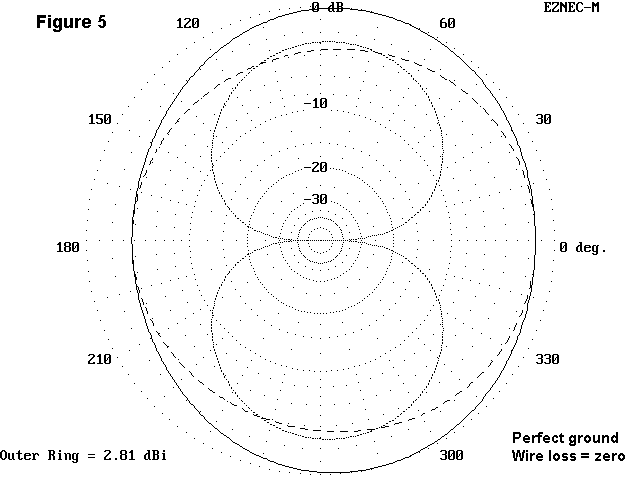 Figure 5
0 dB
EZNEC-M
120
60
-10
150
30
-20
-30
180
0 deg.
210
330
Perfect ground
Outer Ring = 2.81 dBi
300
Wire loss = zero